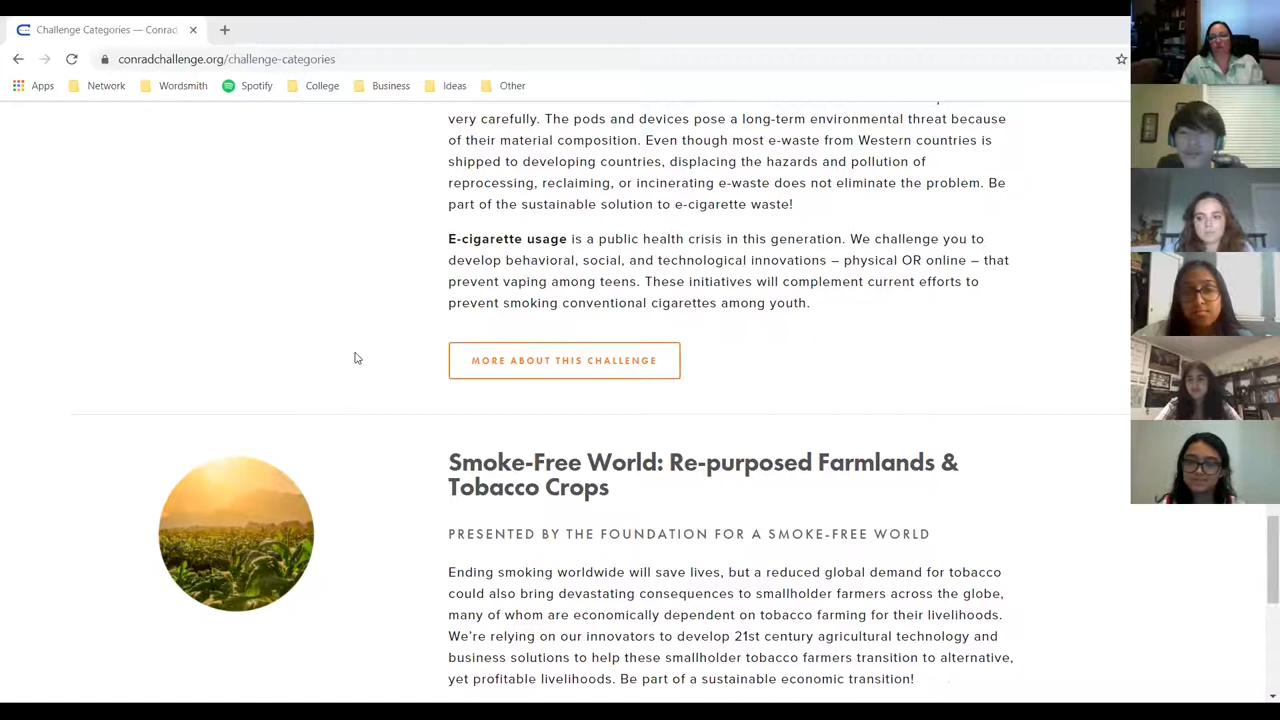 Challenge Categories — Conrad
conradchallenge.org/challenge-categories
Apps Network Wordsmith Spotify College Business Ideas Other
very carefully. The pods and devices pose a long-term environmental threat because
of their material composition. Even though most e-waste from Western countries is
shipped to developing countries, displacing the hazards and pollution of
reprocessing, reclaiming, or incinerating e-waste does not eliminate the problem. Be
part of the sustainable solution to e-cigarette waste!
E-cigarette usage is a public health crisis in this generation. We challenge you to
develop behavioral, social, and technological innovations – physical OR online – that
prevent vaping among teens. These initiatives will complement current efforts to
prevent smoking conventional cigarettes among youth.
MORE ABOUT THIS CHALLENGE
Smoke-Free World: Re-purposed Farmlands &
Tobacco Crops
PRESENTED BY THE FOUNDATION FOR A SMOKE-FREE WORLD
Ending smoking worldwide will save lives, but a reduced global demand for tobacco
could also bring devastating consequences to smallholder farmers across the globe,
many of whom are economically dependent on tobacco farming for their livelihoods.
We're relying on our innovators to develop 21st century agricultural technology and
business solutions to help these smallholder tobacco farmers transition to alternative,
yet profitable livelihoods. Be part of a sustainable economic transition!